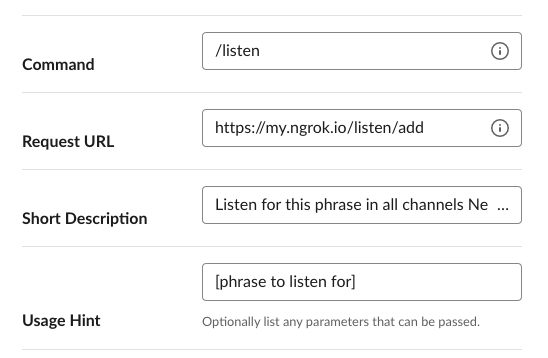 Command
/listen
Request URL
https://my.ngrok.io/listen/add
Short Description
Listen for this phrase in all channels Ne ...
Usage Hint
[phrase to listen for]
Optionally list any parameters that can be passed.